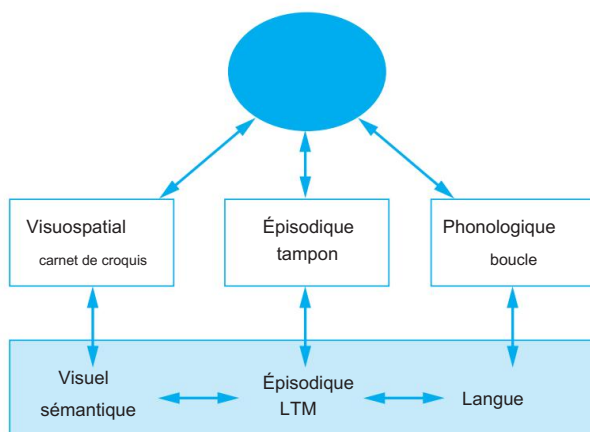 Visuospatial
carnet de croquis
Épisodique
tampon
Phonologique
boucle
Visuel
sémantique
Épisodique
LTM
Langue